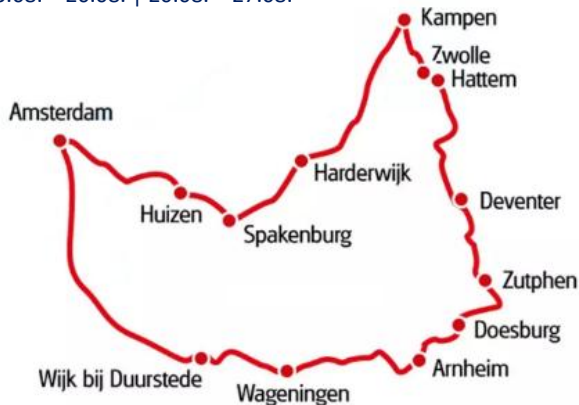 Kampen
Zwolle
Hattem
Amsterdam
Harderwijk
Huizen
Deventer
Spakenburg
Zutphen
Doesburg
Wijk bij Duurstede
Arnheim
Wageningen